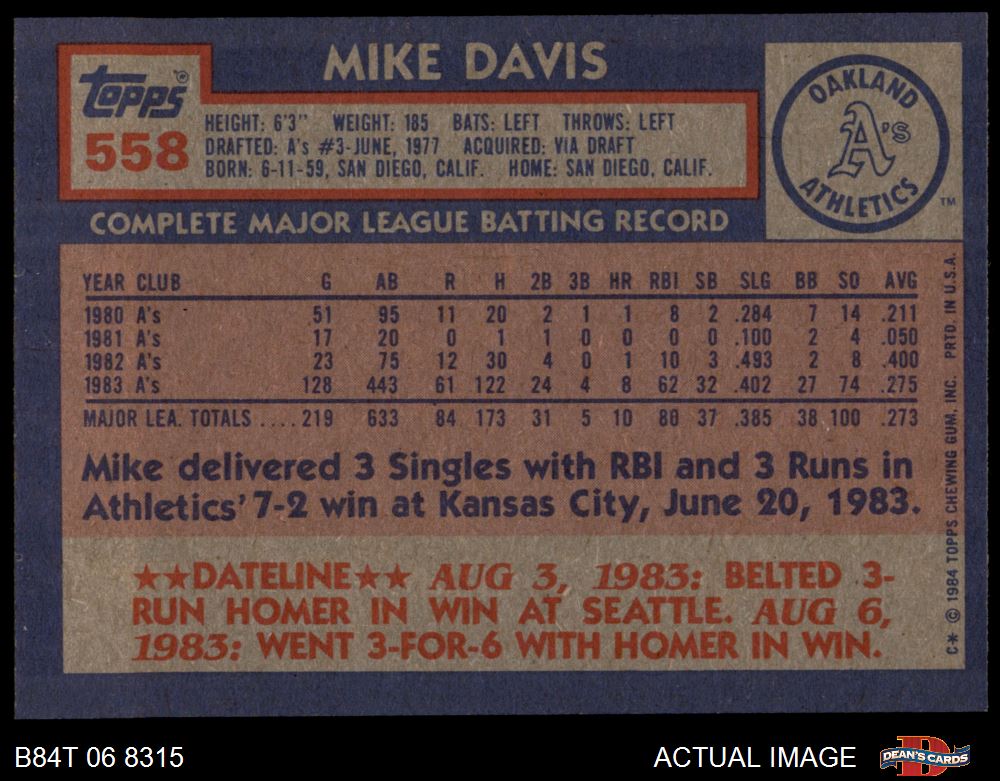 MIKE DAVIS
Topps®
558
HEIGHT: 6'3" WEIGHT: 185 BATS: LEFT THROWS: LEFT
DRAFTED: A's #3-JUNE, 1977 ACQUIRED: VIA DRAFT
BORN: 6-11-59, SAN DIEGO, CALIF. HOME: SAN DIEGO, CALIF.
OAKLAND
A's
ATHLETICS
TM
COMPLETE MAJOR LEAGUE BATTING RECORD
YEAR CLUB G AB R H 2B 3B HR RBI SB SLG BB SO AVG
1980 A's 51 95 11 20 2 1 1 8 2 .284 7 14 .211
1981 A's 17 20 0 1 1 0 0 0 0 .100 2 4 .050
1982 A's 23 75 12 30 4 0 1 10 3 .493 2 8 .400
1983 A's 128 443 61 122 24 4 8 62 32 .402 27 74 .275
MAJOR LEA. TOTALS .... 219 633 84 173 31 5 10 80 37 .385 38 100 .273
Mike delivered 3 Singles with RBI and 3 Runs in
Athletics' 7-2 win at Kansas City, June 20, 1983.
★★DATELINE★★ AUG 3, 1983: BELTED 3-
RUN HOMER IN WIN AT SEATTLE. AUG 6,
1983: WENT 3-FOR-6 WITH HOMER IN WIN.
C* © 1984 TOPPS CHEWING GUM, INC. PRTD. IN U.S.A.
B84T 06 8315
ACTUAL IMAGE
D
DEAN'S CARDS